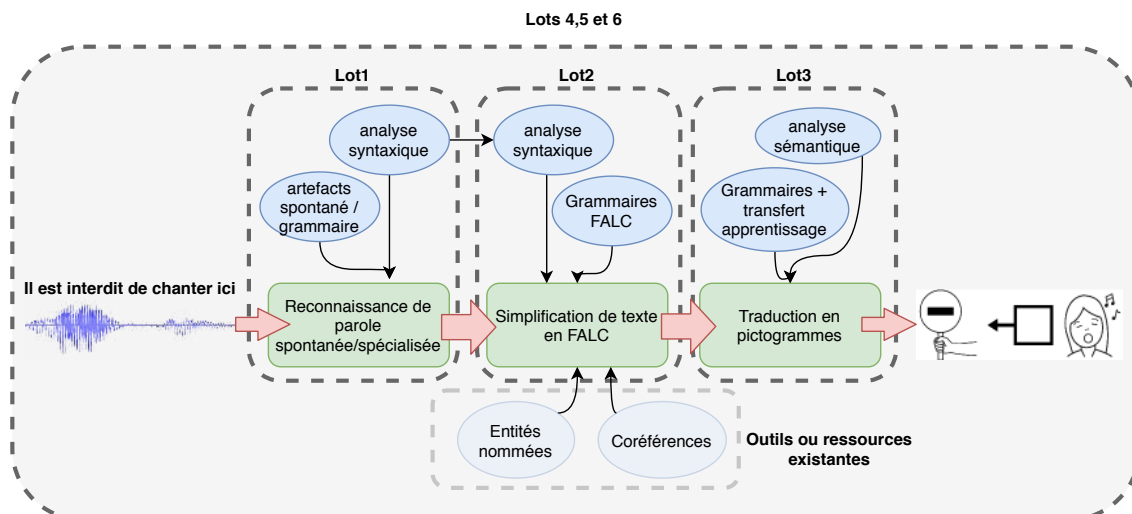 Lots 4,5 et 6
Lot1
Lot2
Lot3
analyse
syntaxique
analyse
syntaxique
analyse
sémantique
artefacts
spontané /
grammaire
Grammaires
FALC
Grammaires +
transfert
apprentissage
Il est interdit de chanter ici
Reconnaissance de
parole
spontanée/spécialisée
Simplification de texte
en FALC
Traduction en
pictogrammes
Entités
nommées
Coréférences
Outils ou ressources
existantes